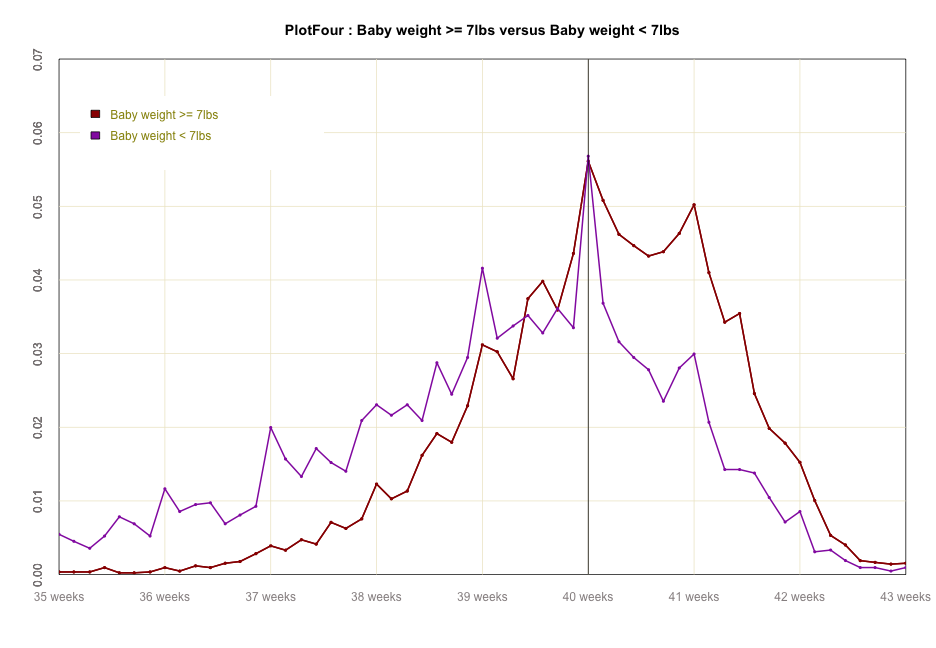 PlotFour : Baby weight >= 7lbs versus Baby weight < 7lbs
0.07
Baby weight >= 7lbs
Baby weight < 7lbs
0.06
0.05
0.04
0.03
0.02
0.01
0.00
35 weeks 36 weeks 37 weeks 38 weeks 39 weeks 40 weeks 41 weeks 42 weeks 43 weeks